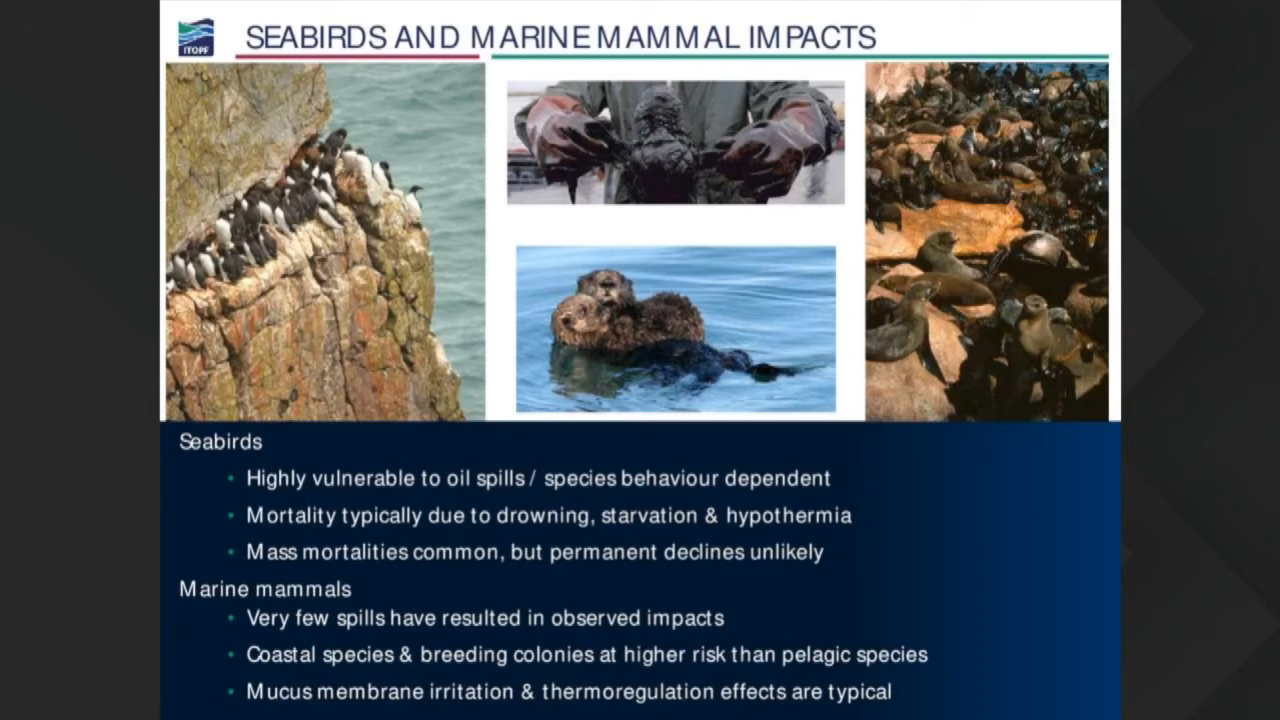 ITOPF
SEABIRDS AND MARINE MAMMAL IMPACTS
Seabirds
• Highly vulnerable to oil spills / species behaviour dependent
• Mortality typically due to drowning, starvation & hypothermia
• Mass mortalities common, but permanent declines unlikely
Marine mammals
• Very few spills have resulted in observed impacts
• Coastal species & breeding colonies at higher risk than pelagic species
• Mucus membrane irritation & thermoregulation effects are typical